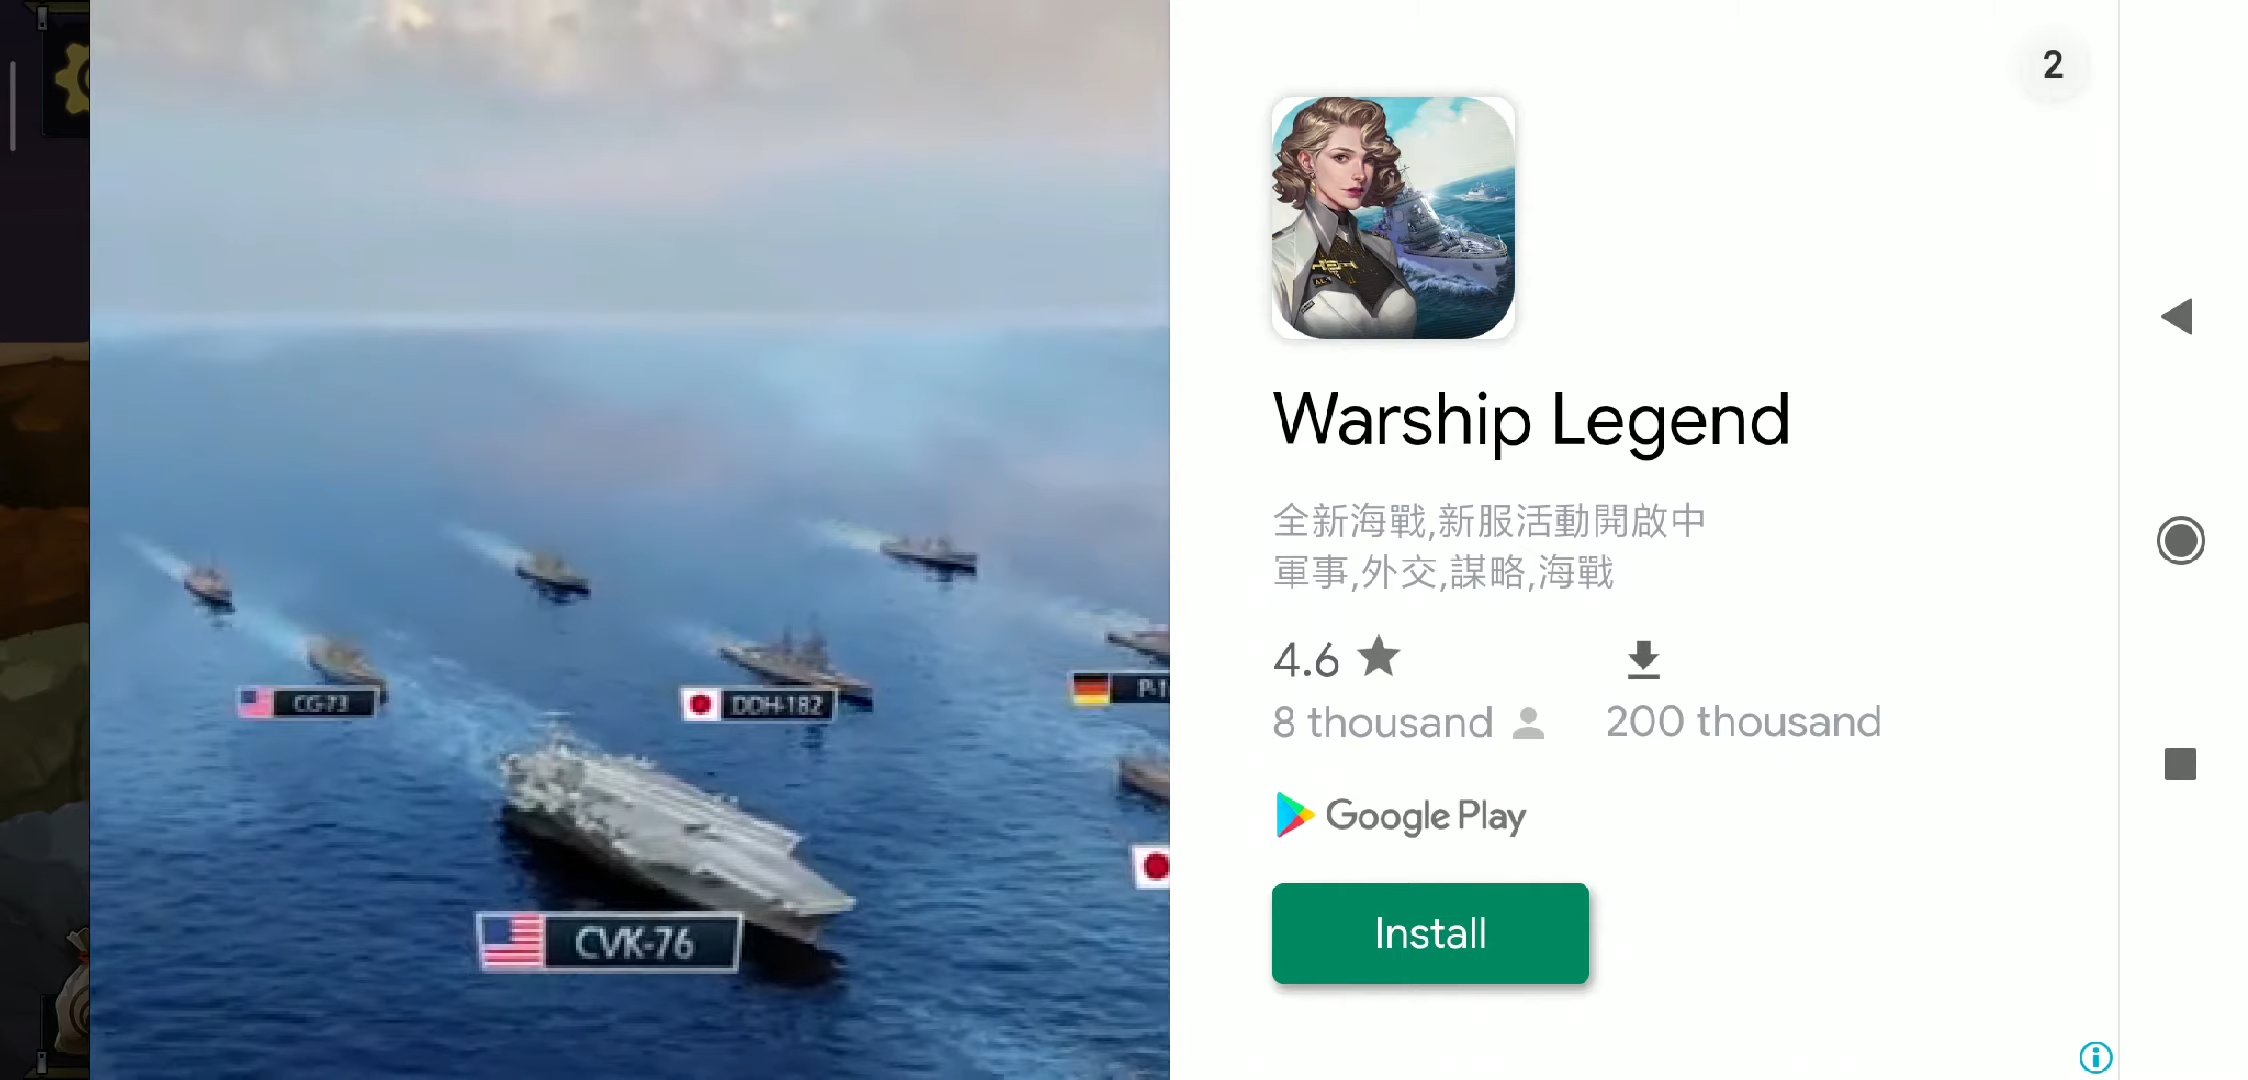 2
Warship Legend
全新海戰,新服活動開啟中
軍事,外交,謀略,海戰
4.6
8 thousand
200 thousand
Google Play
Install
CG-73
DDH-182
CVK-76